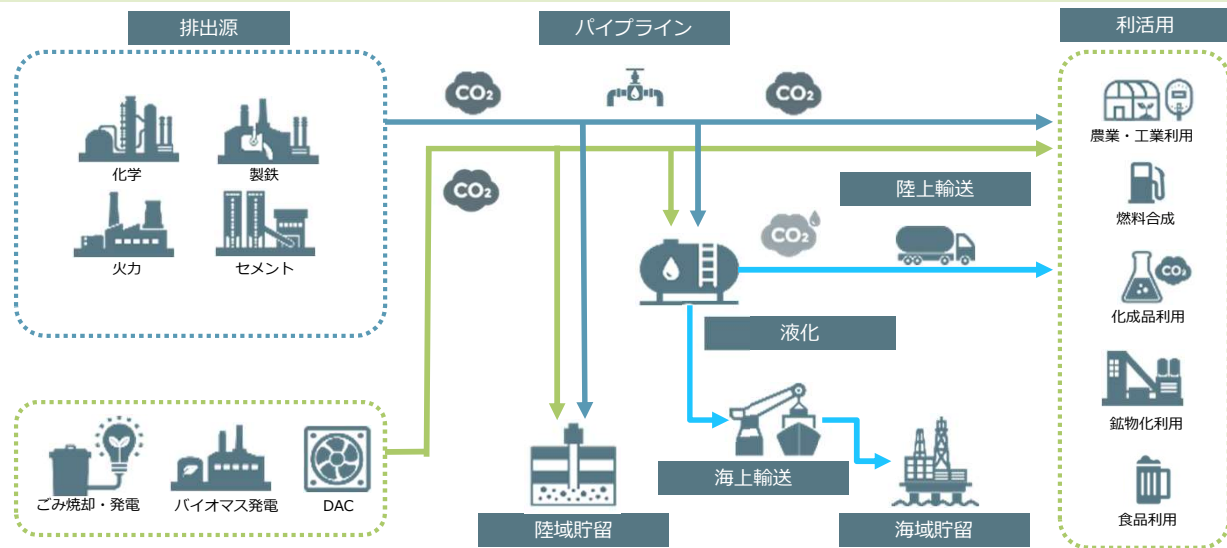 排出源
パイプライン
利活用
CO₂
CO₂
化学
製鉄
火力
セメント
CO₂
農業・工業利用
陸上輸送
燃料合成
CO₂
CO₂
化成品利用
液化
鉱物化利用
ごみ焼却・発電
バイオマス発電
DAC
海上輸送
陸域貯留
海域貯留
食品利用